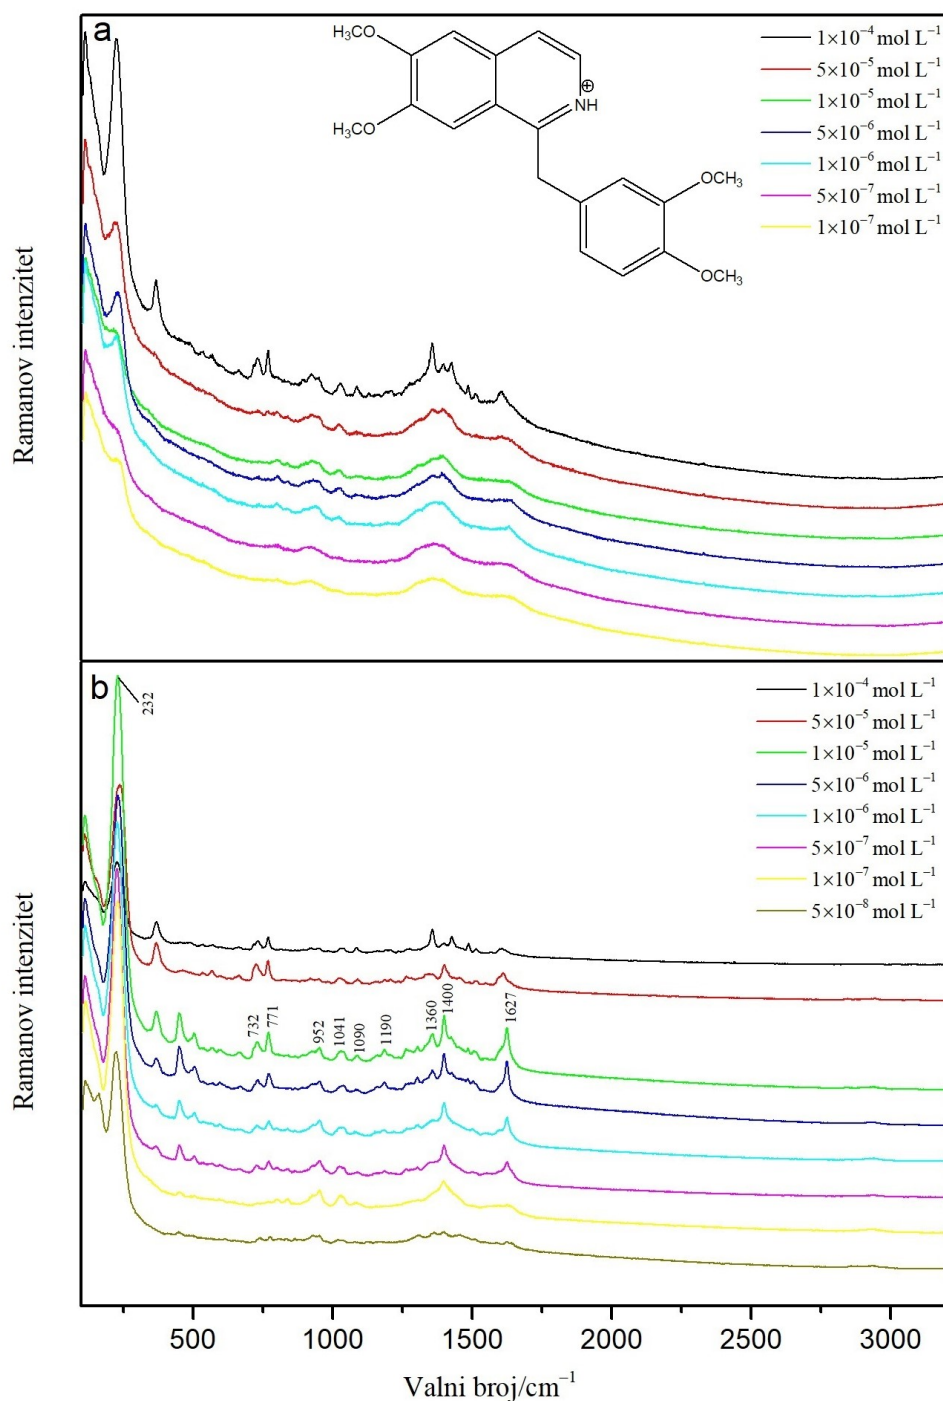 a
H₃CO
H₃CO
⊕
NH
OCH₃
OCH₃
1×10⁻⁴ mol L⁻¹
5×10⁻⁵ mol L⁻¹
1×10⁻⁵ mol L⁻¹
5×10⁻⁶ mol L⁻¹
1×10⁻⁶ mol L⁻¹
5×10⁻⁷ mol L⁻¹
1×10⁻⁷ mol L⁻¹
Ramanov intenzitet
b
232
732
771
952
1041
1090
1190
1360
1400
1627
1×10⁻⁴ mol L⁻¹
5×10⁻⁵ mol L⁻¹
1×10⁻⁵ mol L⁻¹
5×10⁻⁶ mol L⁻¹
1×10⁻⁶ mol L⁻¹
5×10⁻⁷ mol L⁻¹
1×10⁻⁷ mol L⁻¹
5×10⁻⁸ mol L⁻¹
Ramanov intenzitet
500 1000 1500 2000 2500 3000
Valni broj/cm⁻¹